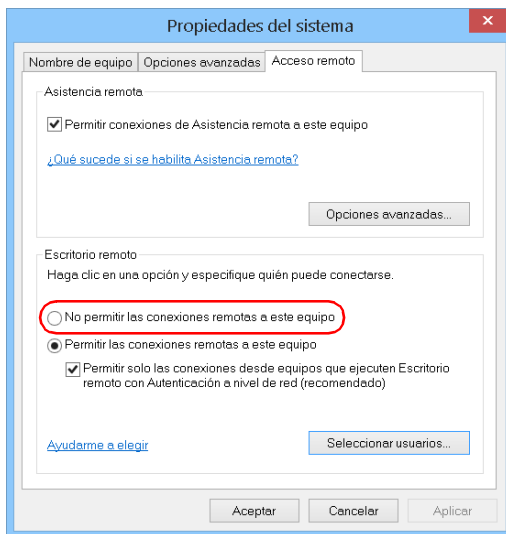 Propiedades del sistema
Nombre de equipo Opciones avanzadas Acceso remoto
Asistencia remota
Permitir conexiones de Asistencia remota a este equipo
¿Qué sucede si se habilita Asistencia remota?
Opciones avanzadas...
Escritorio remoto
Haga clic en una opción y especifique quién puede conectarse.
No permitir las conexiones remotas a este equipo
Permitir las conexiones remotas a este equipo
Permitir solo las conexiones desde equipos que ejecuten Escritorio
remoto con Autenticación a nivel de red (recomendado)
Ayudarme a elegir Seleccionar usuarios...
Aceptar Cancelar Aplicar